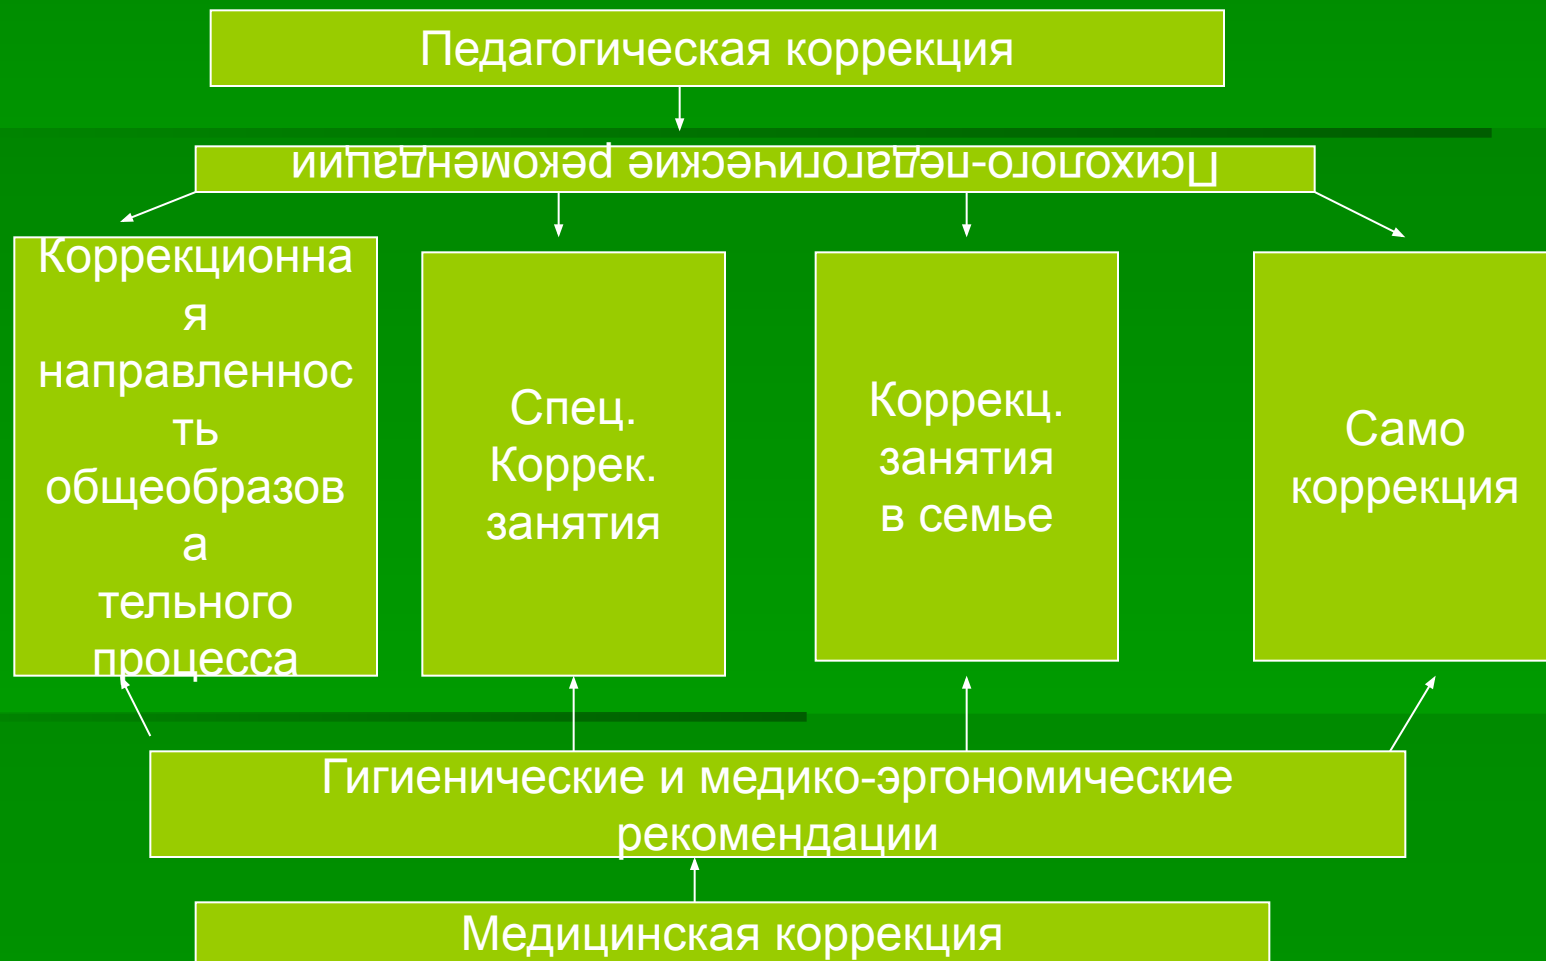 Педагогическая коррекция
Психолого-педагогические рекомендации
Коррекционна
я
направленнос
ть
общеобразов
а
тельного
процесса
Спец.
Коррек.
занятия
Коррекц.
занятия
в семье
Само
коррекция
Гигиенические и медико-эргономические
рекомендации
Медицинская коррекция